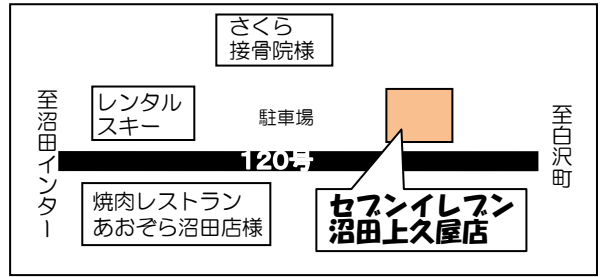 さくら
接骨院様
至沼田インター
レンタル
スキー
駐車場
至白沢町
120号
焼肉レストラン
あおぞら沼田店様
セブンイレブン
沼田上久屋店